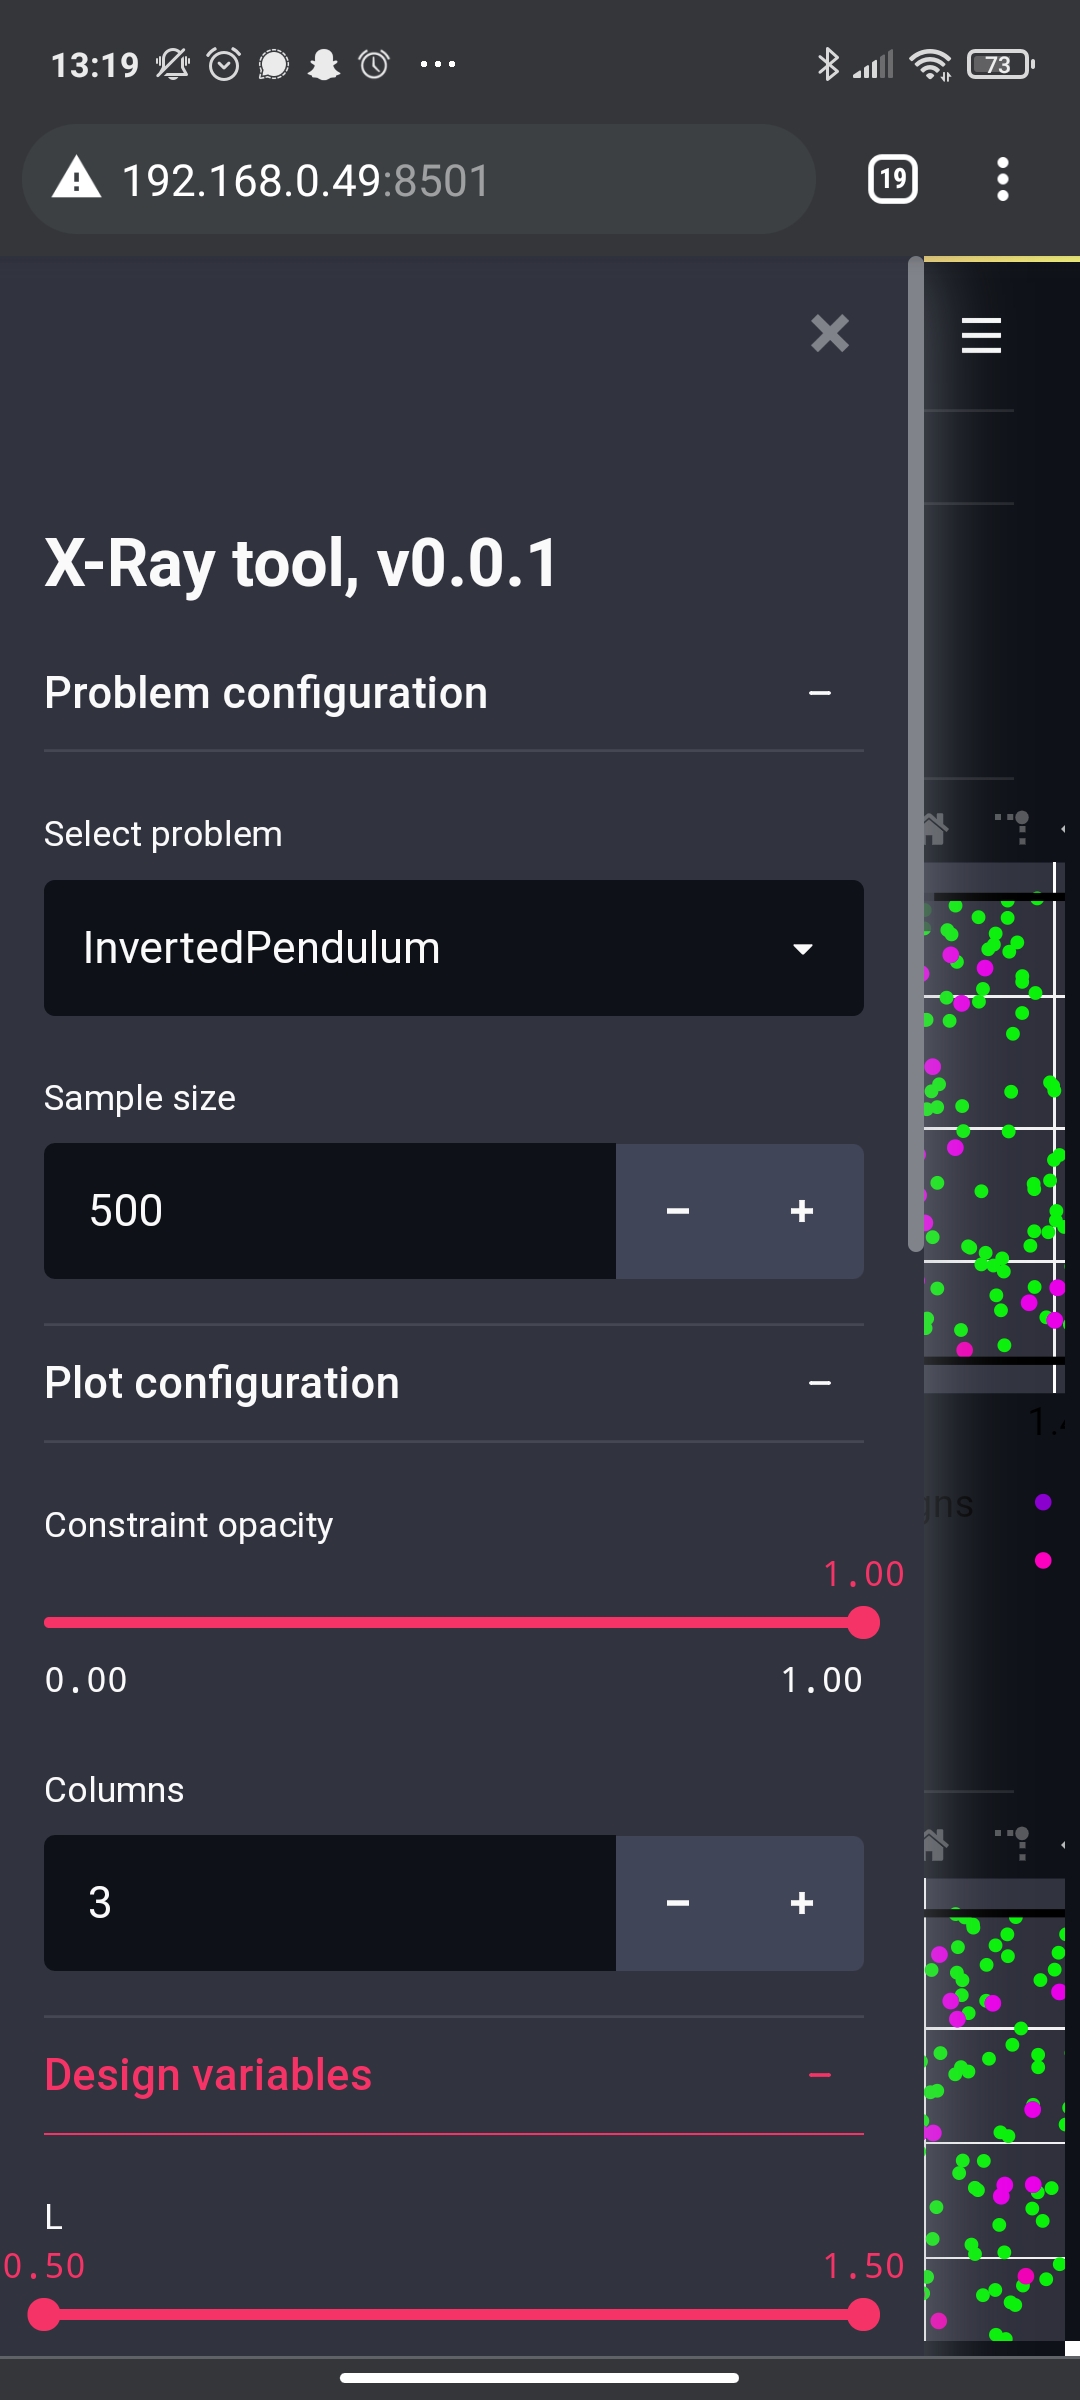 13:19
73
192.168.0.49:8501
19
X-Ray tool, v0.0.1
Problem configuration
Select problem
InvertedPendulum
Sample size
500
Plot configuration
Constraint opacity
1.00
0.00 1.00
Columns
3
Design variables
L
0.50 1.50